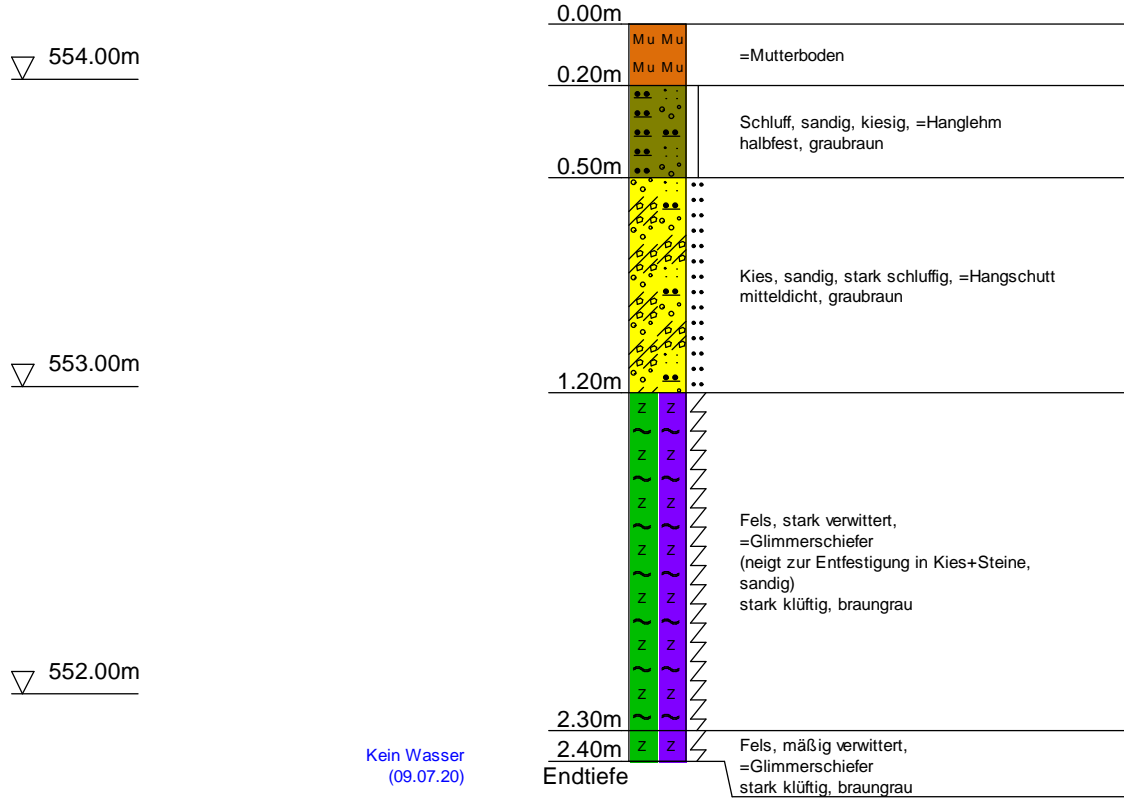 0.00m
554.00m
Mu Mu
Mu Mu
=Mutterboden
0.20m
Schluff, sandig, kiesig, =Hanglehm
halbfest, graubraun
0.50m
Kies, sandig, stark schluffig, =Hangschutt
mitteldicht, graubraun
553.00m
1.20m
Z Z
Z Z
Z Z
Z Z
Z Z
Z Z
Z Z
Fels, stark verwittert,
=Glimmerschiefer
(neigt zur Entfestigung in Kies+Steine,
sandig)
stark klüftig, braungrau
552.00m
2.30m
Z Z
2.40m
Endtiefe
Kein Wasser
(09.07.20)
Fels, mäßig verwittert,
=Glimmerschiefer
stark klüftig, braungrau